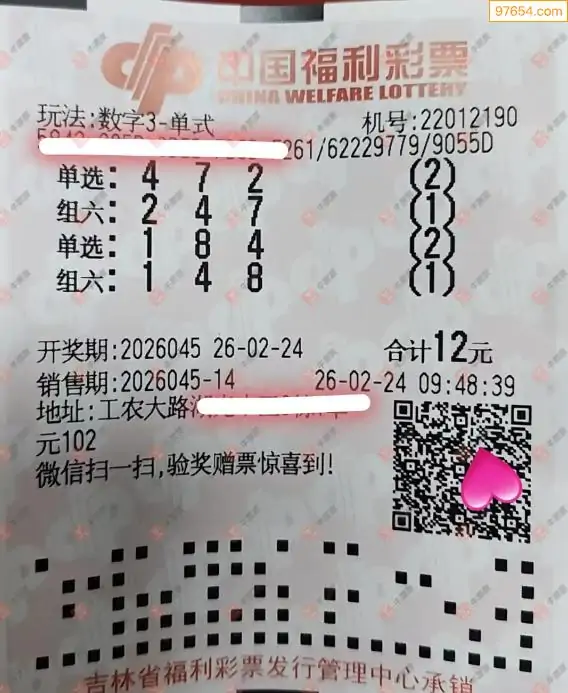 97654.com
中国福利彩票
CHINA WELFARE LOTTERY
玩法:数字3-单式
机号:22012190
261/62229779/9055D
单选: 4 7 2 (2)
组六: 2 4 7 (1)
单选: 1 8 4 (2)
组六: 1 4 8 (1)
开奖期:2026045 26-02-24 合计12元
销售期:2026045-14 26-02-24 09:48:39
地址:工农大路
元102
微信扫一扫,验奖赠票惊喜到!
吉林省福利彩票发行管理中心承销